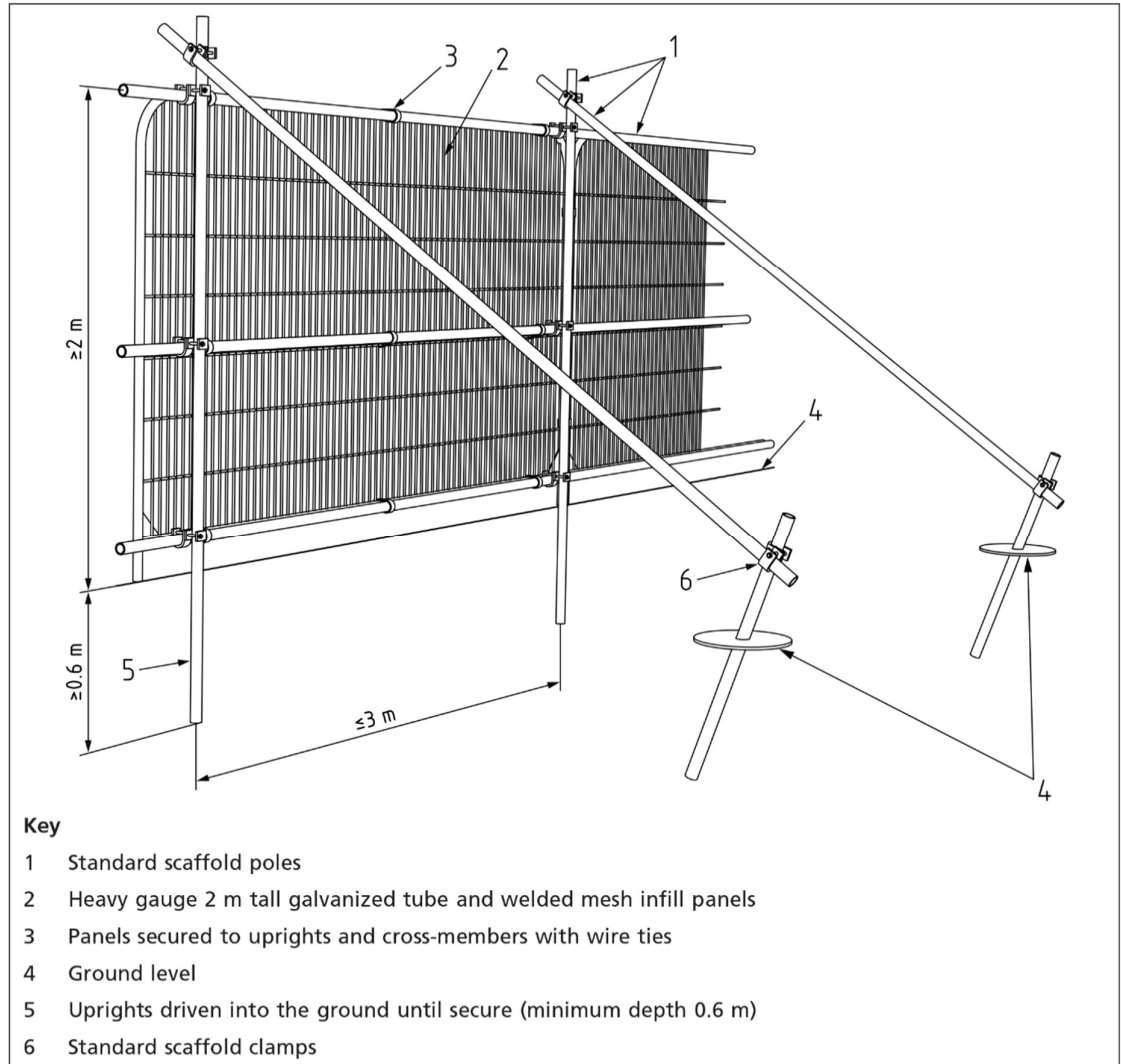 1
3
2
≥2 m
4
6
5
≥0.6 m
≤3 m
4
Key
1 Standard scaffold poles
2 Heavy gauge 2 m tall galvanized tube and welded mesh infill panels
3 Panels secured to uprights and cross-members with wire ties
4 Ground level
5 Uprights driven into the ground until secure (minimum depth 0.6 m)
6 Standard scaffold clamps